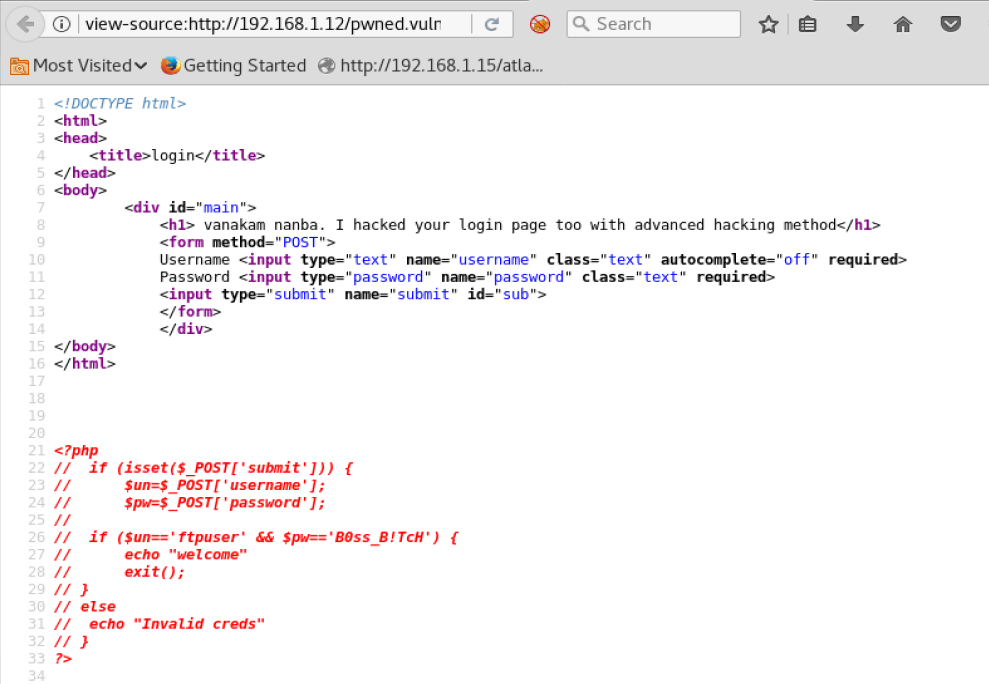 view-source:http://192.168.1.12/pwned.vuln
Search
Most Visited
Getting Started
http://192.168.1.15/atla...
1 <!DOCTYPE html>
2 <html>
3 <head>
4     <title>login</title>
5 </head>
6 <body>
7         <div id="main">
8             <h1> vanakam nanba. I hacked your login page too with advanced hacking method</h1>
9             <form method="POST">
10             Username <input type="text" name="username" class="text" autocomplete="off" required>
11             Password <input type="password" name="password" class="text" required>
12             <input type="submit" name="submit" id="sub">
13             </form>
14             </div>
15 </body>
16 </html>
17
18
19
20
21 <?php
22 //  if (isset($_POST['submit'])) {
23 //      $un=$_POST['username'];
24 //      $pw=$_POST['password'];
25 //
26 //  if ($un=='ftpuser' && $pw=='B0ss_B!TcH') {
27 //      echo "welcome"
28 //      exit();
29 // }
30 // else
31 //  echo "Invalid creds"
32 // }
33 ?>
34